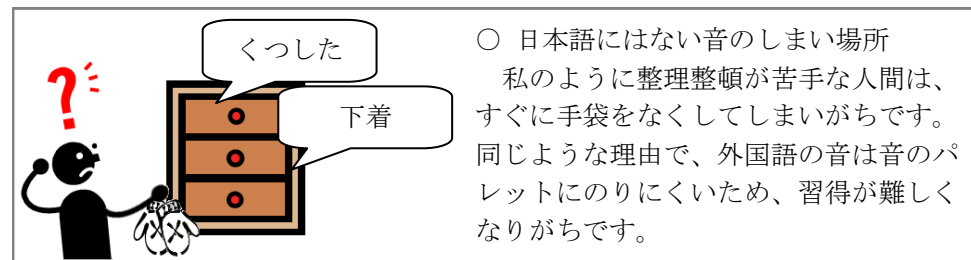 くつした
下着
○ 日本語にはない音のしまい場所
私のように整理整頓が苦手な人間は、
すぐに手袋をなくしてしまいがちです。
同じような理由で、外国語の音は音のパ
レットにのりにくいため、習得が難しく
なりがちです。